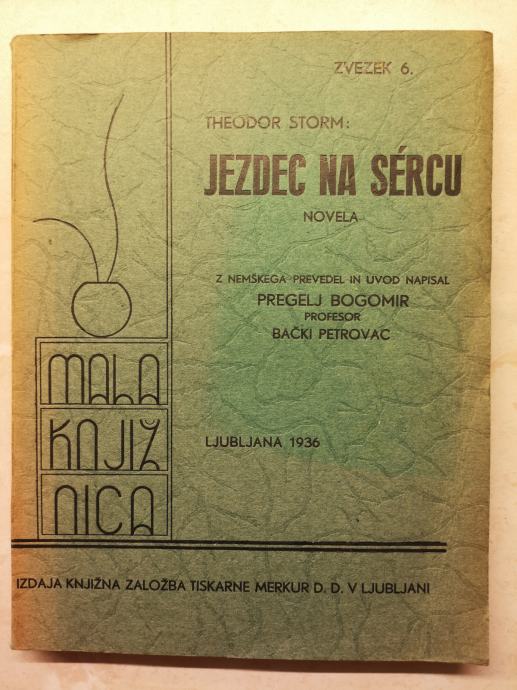 ZVEZEK 6.
THEODOR STORM:
JEZDEC NA SÉRCU
NOVELA
Z NEMŠKEGA PREVEDEL IN UVOD NAPISAL
PREGELJ BOGOMIR
PROFESOR
BAČKI PETROVAC
LJUBLJANA 1936
MALA
KNJIŽ
NICA
IZDAJA KNJIŽNA ZALOŽBA TISKARNE MERKUR D. D. V LJUBLJANI